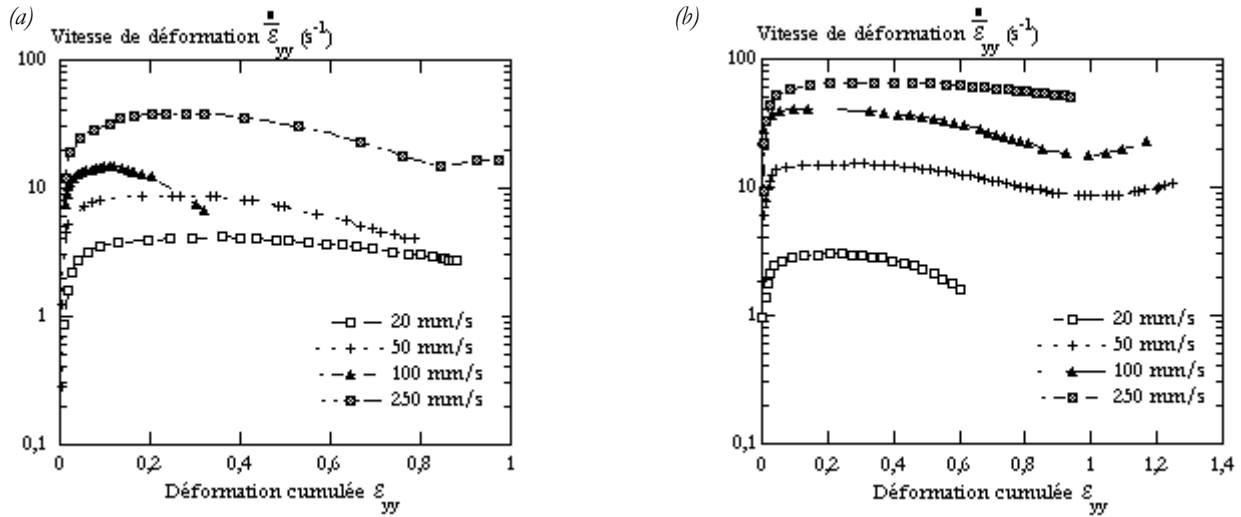 (a)
Vitesse de déformation ε̇yy (s-1)
100
10
1
0,1
20 mm/s
50 mm/s
100 mm/s
250 mm/s
0 0,2 0,4 0,6 0,8 1
Déformation cumulée εyy
(b)
Vitesse de déformation ε̇yy (s-1)
100
10
1
0,1
20 mm/s
50 mm/s
100 mm/s
250 mm/s
0 0,2 0,4 0,6 0,8 1 1,2 1,4
Déformation cumulée εyy